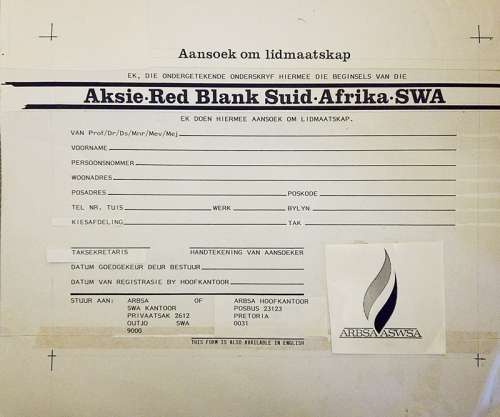 Aansoek om lidmaatskap
EK, DIE ONDERGETEKENDE ONDERSKRYF HIERMEE DIE BEGINSELS VAN DIE
Aksie·Red Blank Suid·Afrika·SWA
EK DOEN HIERMEE AANSOEK OM LIDMAATSKAP.
VAN Prof/Dr/Ds/Mnr/Mev/Mej
VOORNAME
PERSOONSNOMMER
WOONADRES
POSADRES POSKODE
TEL NR. TUIS WERK BYLYN
KIESAFDELING TAK
TAKSEKRETARIS HANDTEKENING VAN AANSOEKER
DATUM GOEDGEKEUR DEUR BESTUUR
DATUM VAN REGISTRASIE BY HOOFKANTOOR
STUUR AAN: ARBSA OF ARBSA HOOFKANTOOR
SWA KANTOOR POSBUS 23123
PRIVAATSAK 2612 PRETORIA
OUTJO SWA 0031
9000
THIS FORM IS ALSO AVAILABLE IN ENGLISH
ARBSA ASWSA